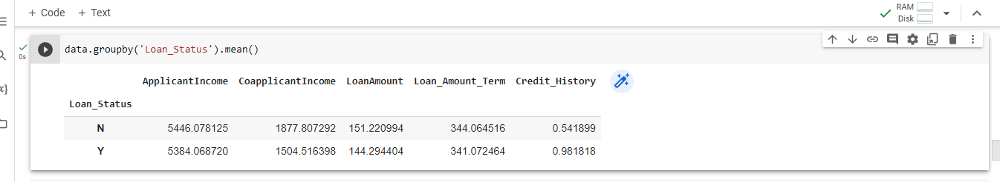 + Code + Text
RAM
Disk
0s
data.groupby('Loan_Status').mean()
ApplicantIncome CoapplicantIncome LoanAmount Loan_Amount_Term Credit_History
Loan_Status
N 5446.078125 1877.807292 151.220994 344.064516 0.541899
Y 5384.068720 1504.516398 144.294404 341.072464 0.981818
x}